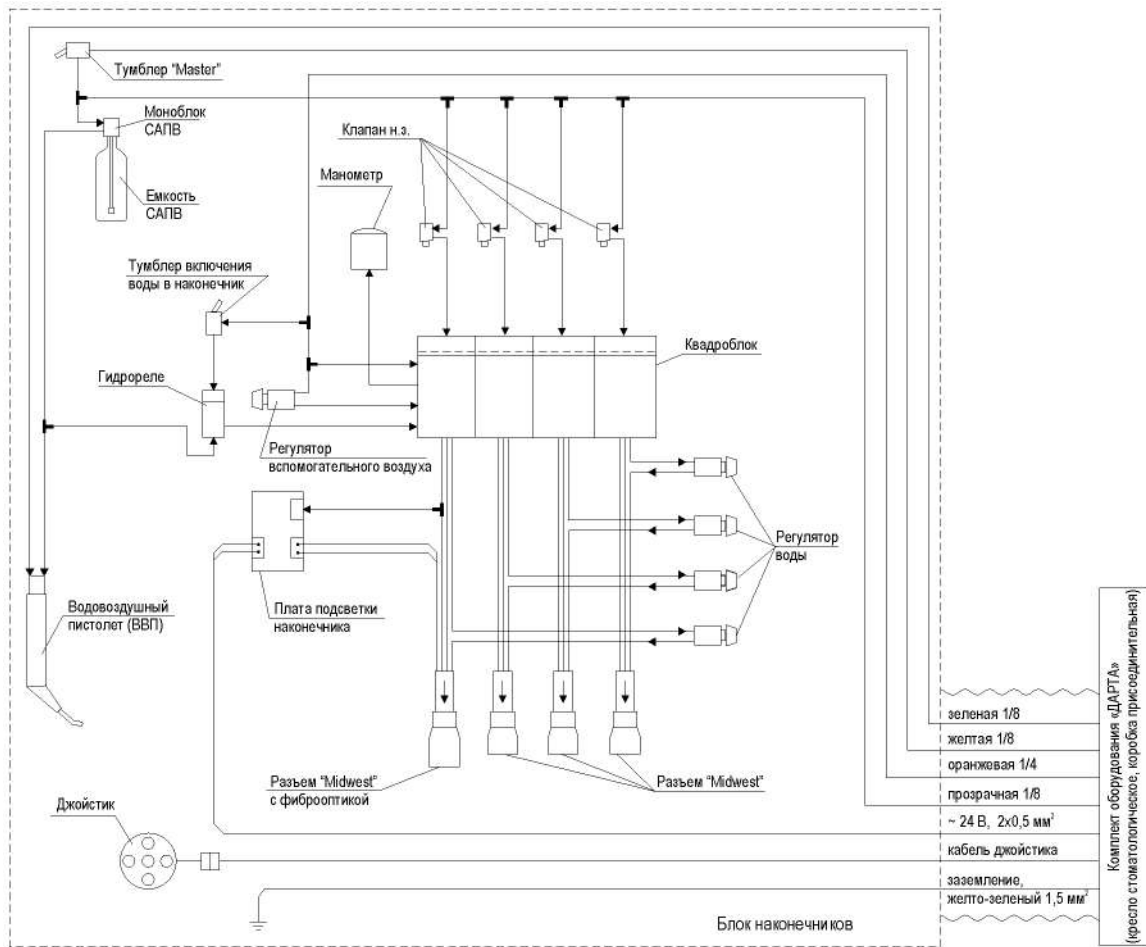 Тумблер "Master"
Моноблок
САПВ
Емкость
САПВ
Клапан н.з.
Манометр
Тумблер включения
воды в наконечник
Квадроблок
Гидрореле
Регулятор
вспомогательного воздуха
Регулятор
воды
Водовоздушный
пистолет (ВВП)
Плата подсветки
наконечника
Разъем "Midwest"
с фиброоптикой
Разъем "Midwest"
Джойстик
зеленая 1/8
желтая 1/8
оранжевая 1/4
прозрачная 1/8
~ 24 В, 2х0,5 мм²
кабель джойстика
заземление,
желто-зеленый 1,5 мм²
Блок наконечников
Комплект оборудования «ДАРТА»
(кресло стоматологическое, коробка присоединительная)